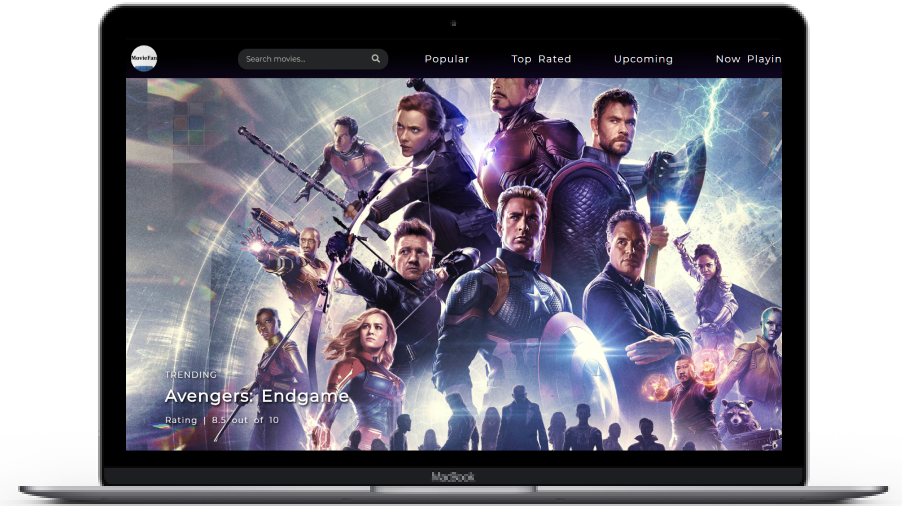 MovieFan
Search movies...
Popular
Top Rated
Upcoming
Now Playin
TRENDING
Avengers: Endgame
Rating | 8.5 out of 10
MacBook